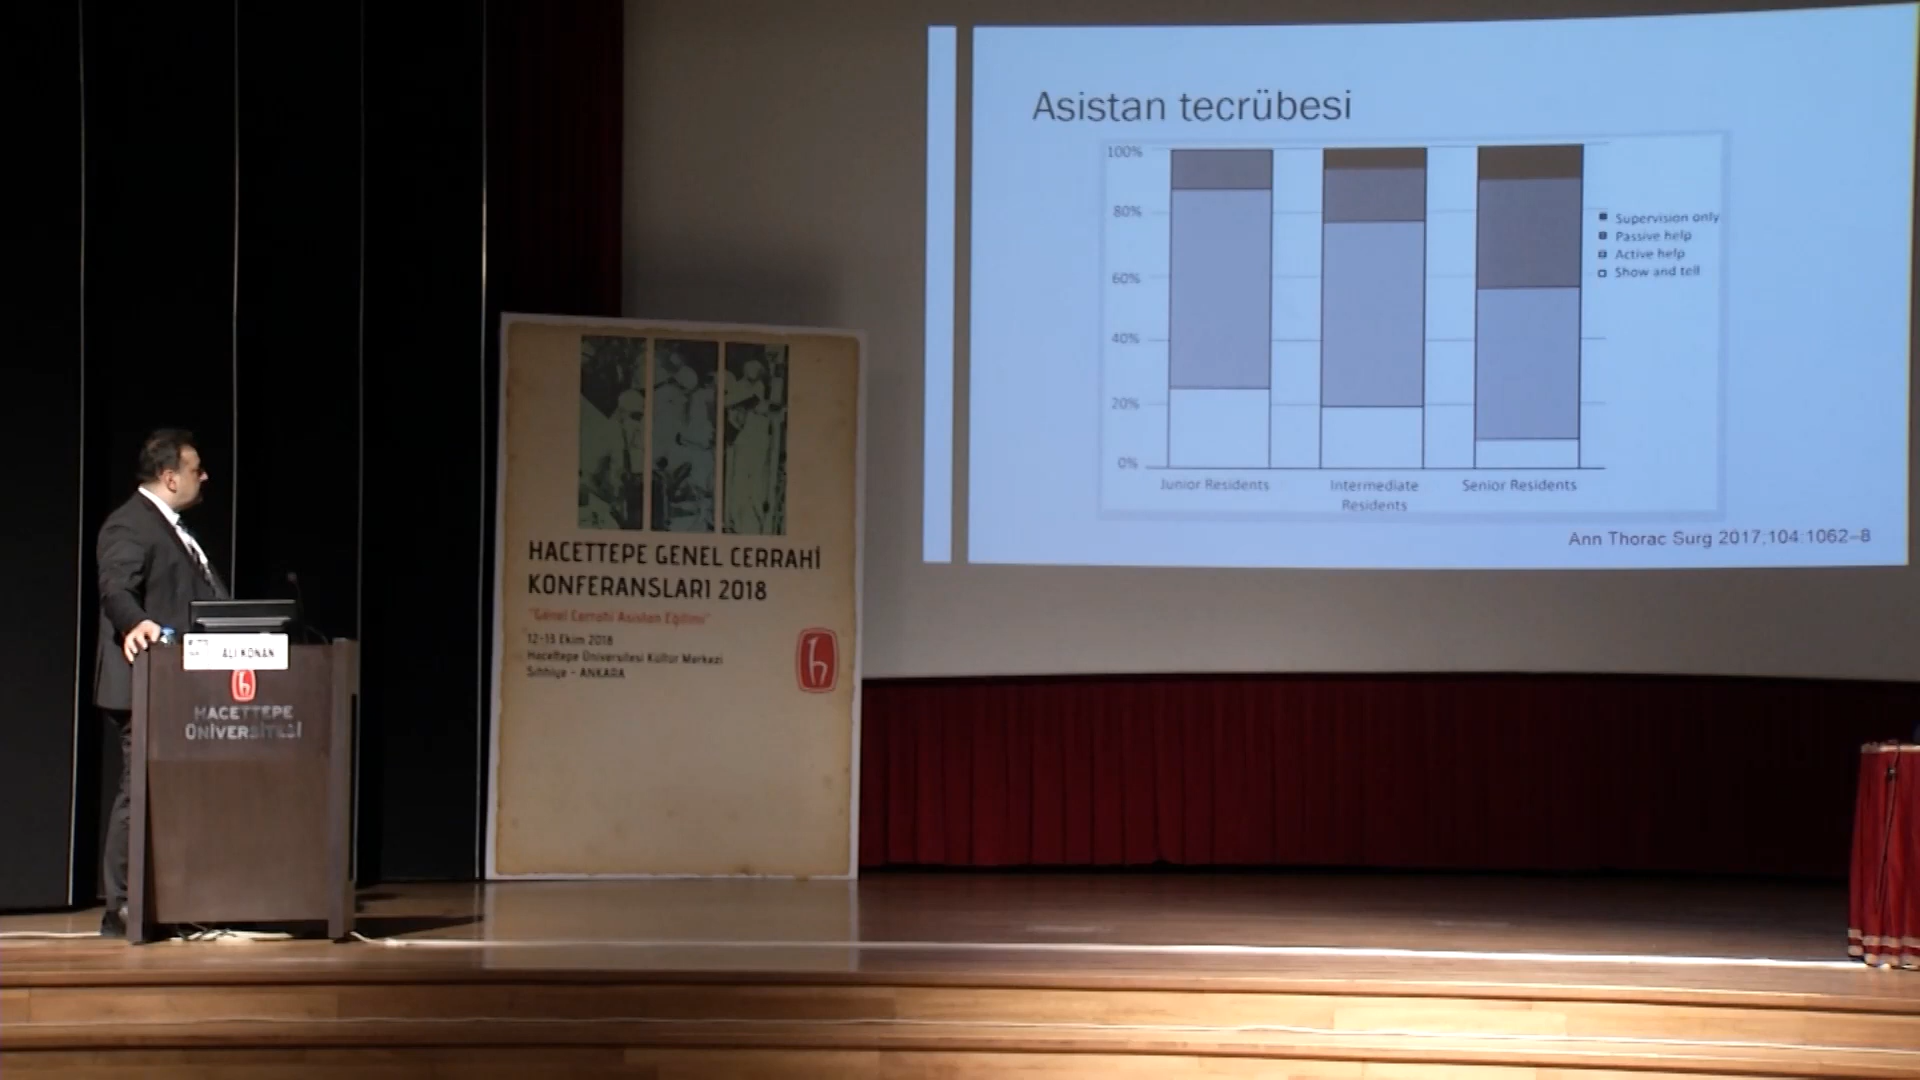 Asistan tecrübesi
100%
80%
60%
40%
20%
0%
Junior Residents
Intermediate
Residents
Senior Residents
Supervision only
Passive help
Active help
Show and tell
Ann Thorac Surg 2017;104:1062–8
HACETTEPE GENEL CERRAHİ
KONFERANSLARI 2018
"Genel Cerrahi Asistan Eğitimi"
12-13 Ekim 2018
Hacettepe Üniversitesi Kültür Merkezi
Sıhhiye - ANKARA
ALİ KONAN
HACETTEPE
ÜNİVERSİTESİ